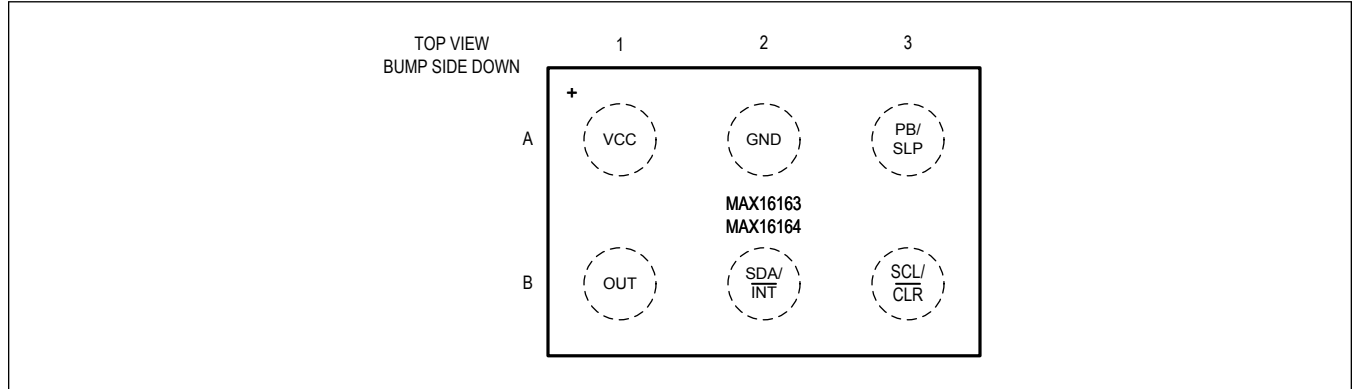 TOP VIEW
BUMP SIDE DOWN
1
2
3
+
A
VCC
GND
PB/
SLP
MAX16163
MAX16164
B
OUT
SDA/
INT
SCL/
CLR